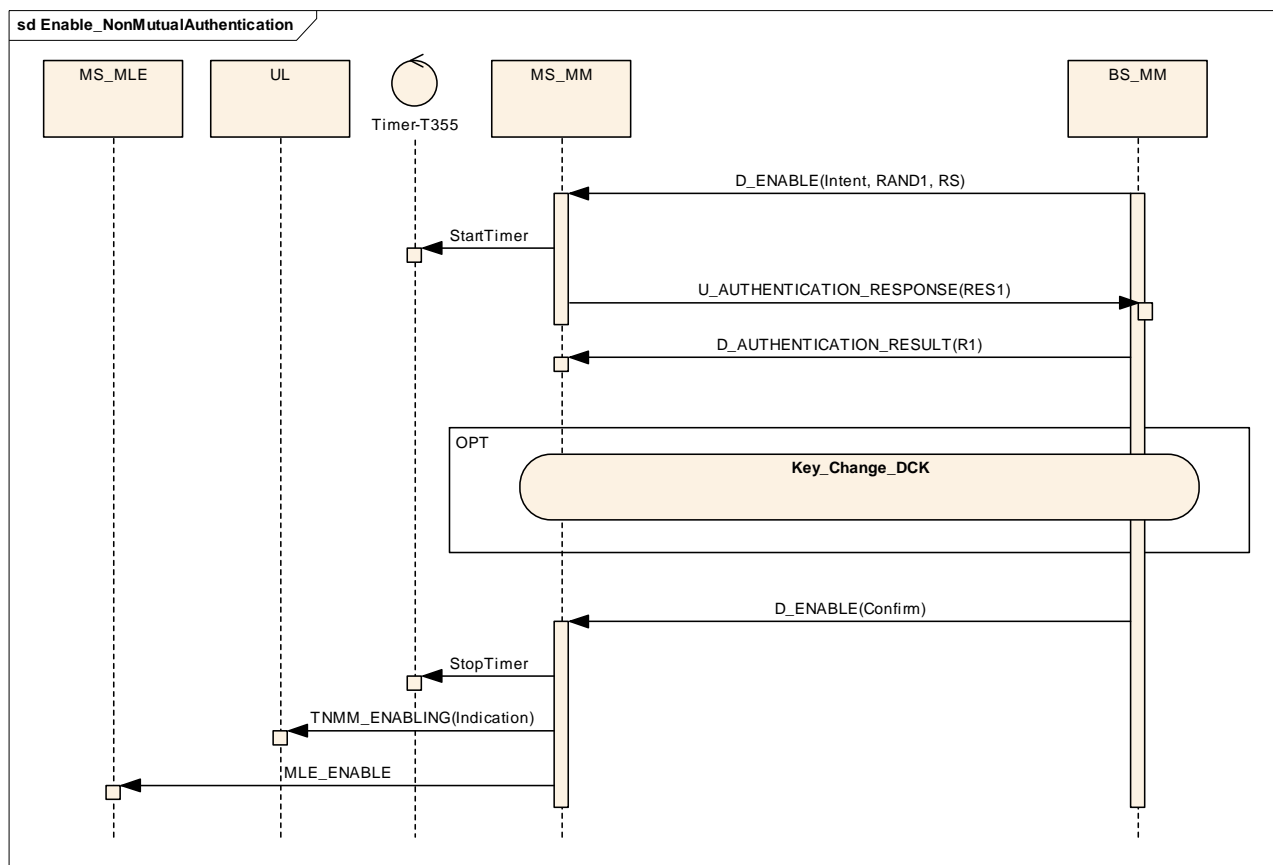 sd Enable_NonMutualAuthentication
MS_MLE
UL
Timer-T355
MS_MM
BS_MM
D_ENABLE(Intent, RAND1, RS)
StartTimer
U_AUTHENTICATION_RESPONSE(RES1)
D_AUTHENTICATION_RESULT(R1)
OPT
Key_Change_DCK
D_ENABLE(Confirm)
StopTimer
TNMM_ENABLING(Indication)
MLE_ENABLE